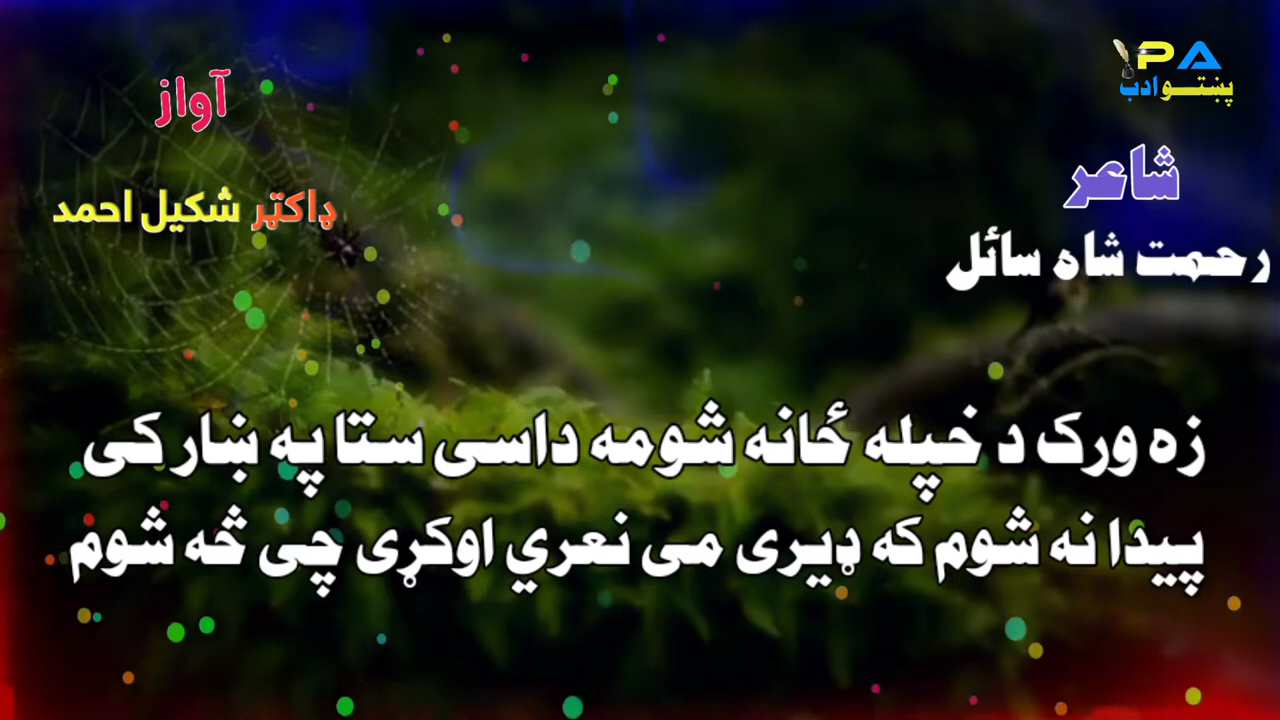 PA
پښتو ادب
شاعر
رحمت شاه سائل
آواز
ډاکټر شکیل احمد
زه ورک د خپله ځانه شومه داسی ستا په ښار کی
پیدا نه شوم که ډیری می نعري اوکړی چی څه شوم